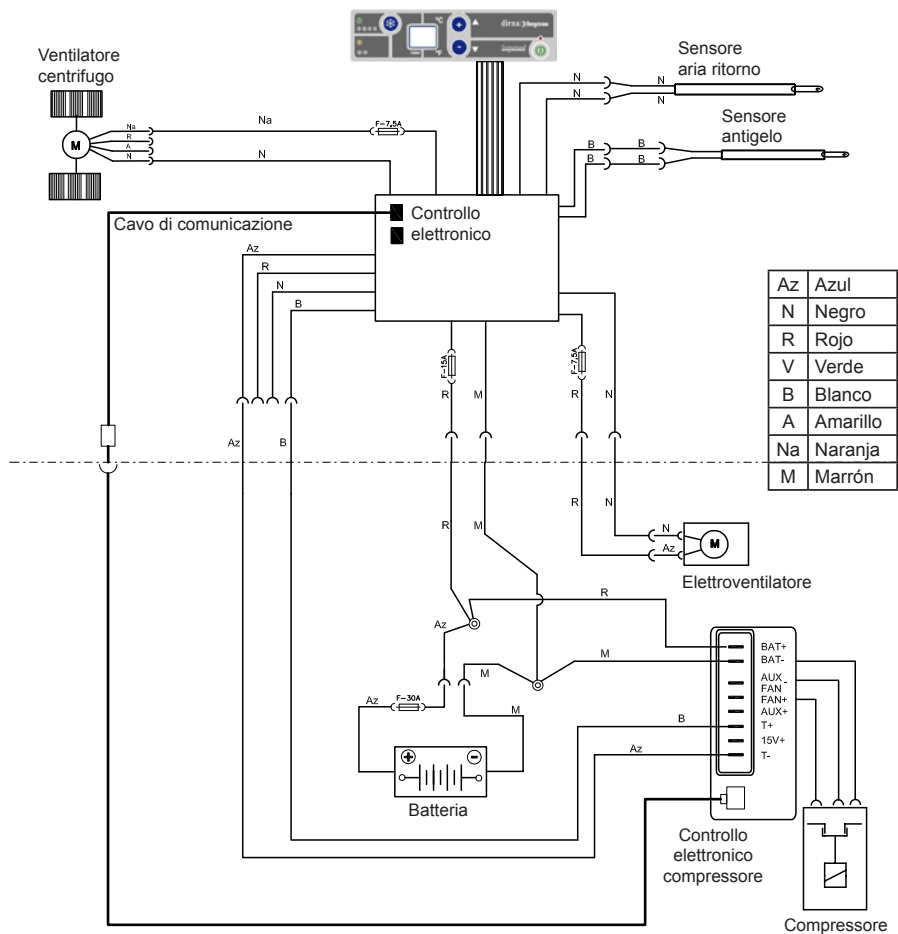 °C
°F
dirna Bergstrom
Ventilatore
centrifugo
Sensore
aria ritorno
N
N
N
N
Sensore
antigelo
B
B
B
B
Na
R
A
N
Na
F-7,5A
N
M
Cavo di comunicazione
Controllo
elettronico
Az
R
N
B
F-15A
F-7,5A
R
M
R
N
Az
B
Az Azul
N Negro
R Rojo
V Verde
B Blanco
A Amarillo
Na Naranja
M Marrón
R
M
R
N
N
Az
M
Elettroventilatore
R
Az
M
M
Az
F-30A
M
B
Az
BAT+
BAT-
AUX -
FAN
FAN+
AUX+
T+
15V+
T-
Batteria
Controllo
elettronico
compressore
Compressore